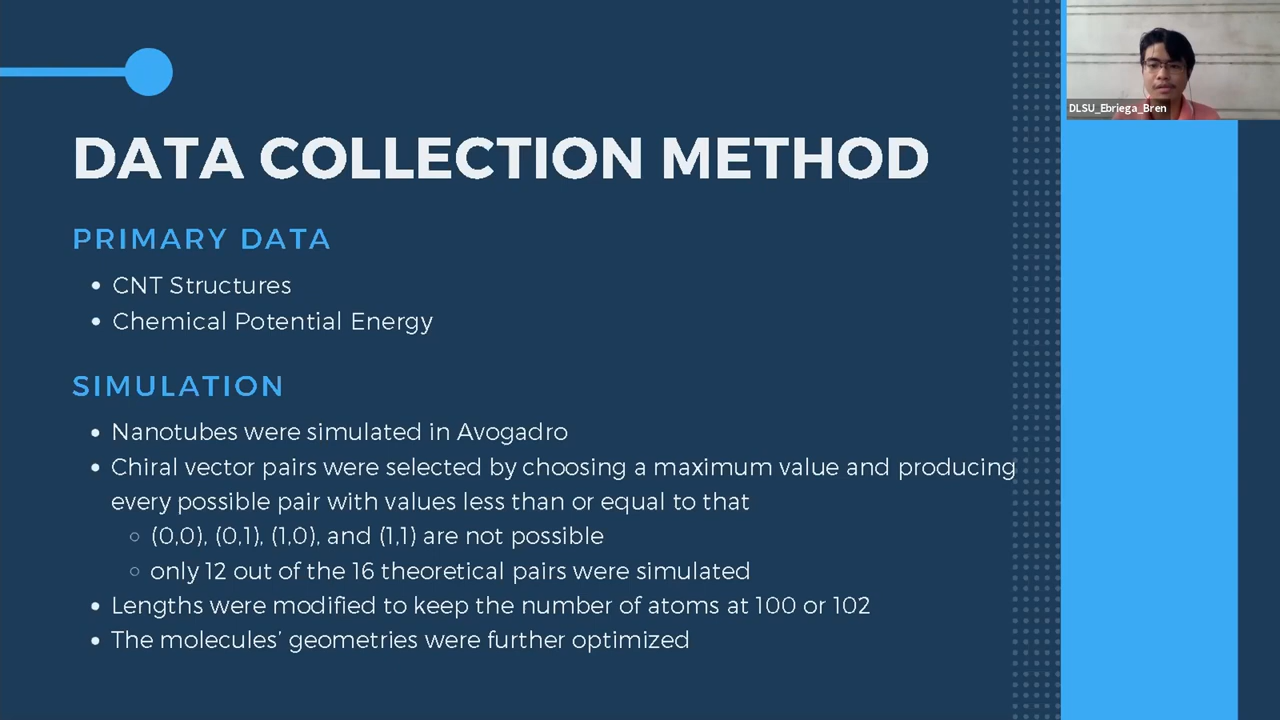 DLSU_Ebriega_Bren
DATA COLLECTION METHOD
PRIMARY DATA
• CNT Structures
• Chemical Potential Energy
SIMULATION
• Nanotubes were simulated in Avogadro
• Chiral vector pairs were selected by choosing a maximum value and producing
every possible pair with values less than or equal to that
○ (0,0), (0,1), (1,0), and (1,1) are not possible
○ only 12 out of the 16 theoretical pairs were simulated
• Lengths were modified to keep the number of atoms at 100 or 102
• The molecules’ geometries were further optimized